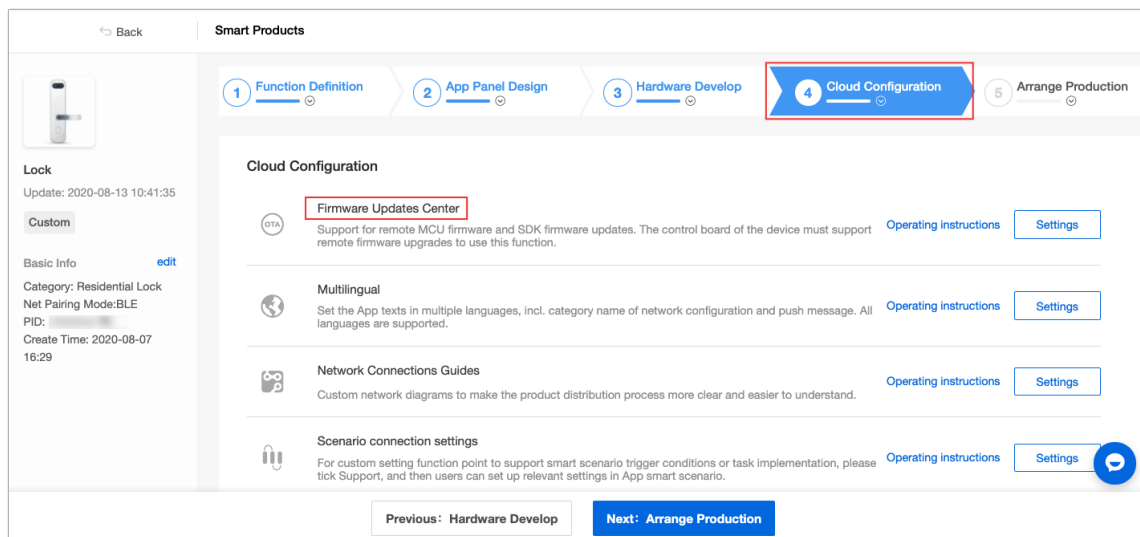 Back
Smart Products
1 Function Definition
2 App Panel Design
3 Hardware Develop
4 Cloud Configuration
5 Arrange Production
Lock
Update: 2020-08-13 10:41:35
Custom
Basic Info edit
Category: Residential Lock
Net Pairing Mode:BLE
PID:
Create Time: 2020-08-07
16:29
Cloud Configuration
OTA
Firmware Updates Center
Support for remote MCU firmware and SDK firmware updates. The control board of the device must support
remote firmware upgrades to use this function.
Operating instructions
Settings
Multilingual
Set the App texts in multiple languages, incl. category name of network configuration and push message. All
languages are supported.
Operating instructions
Settings
Network Connections Guides
Custom network diagrams to make the product distribution process more clear and easier to understand.
Operating instructions
Settings
Scenario connection settings
For custom setting function point to support smart scenario trigger conditions or task implementation, please
tick Support, and then users can set up relevant settings in App smart scenario.
Operating instructions
Settings
Previous: Hardware Develop
Next: Arrange Production